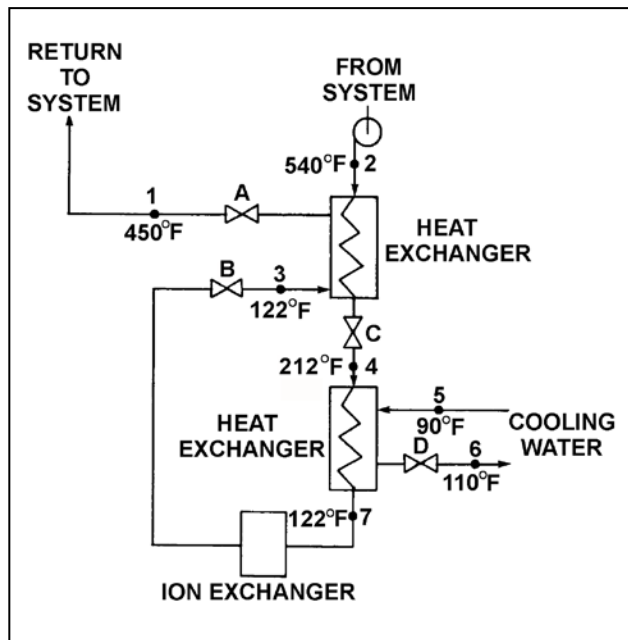 RETURN
TO
SYSTEM
FROM
SYSTEM
540°F 2
1
A
450°F
HEAT
EXCHANGER
B
3
122°F
C
212°F 4
HEAT
EXCHANGER
5
90°F
COOLING
WATER
D
6
110°F
122°F 7
ION EXCHANGER